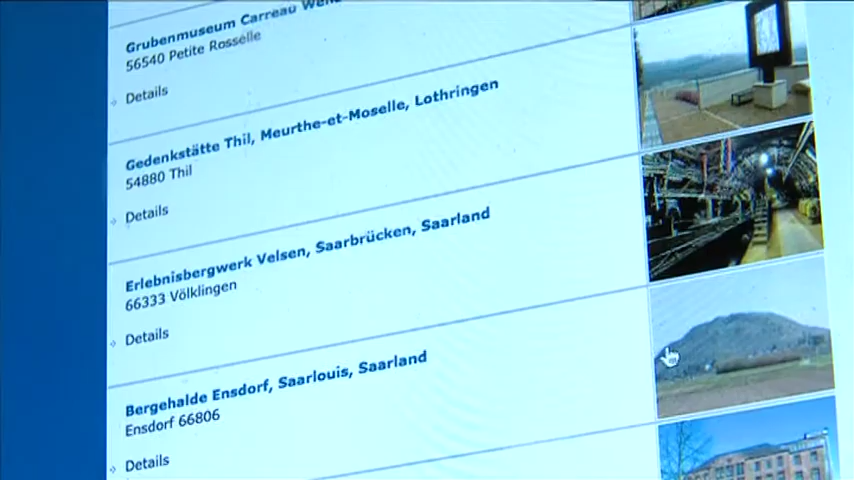 Grubenmuseum Carreau
56540 Petite Rosselle
Details
Gedenkstätte Thil, Meurthe-et-Moselle, Lothringen
54880 Thil
Details
Erlebnisbergwerk Velsen, Saarbrücken, Saarland
66333 Völklingen
Details
Bergehalde Ensdorf, Saarlouis, Saarland
Ensdorf 66806
Details